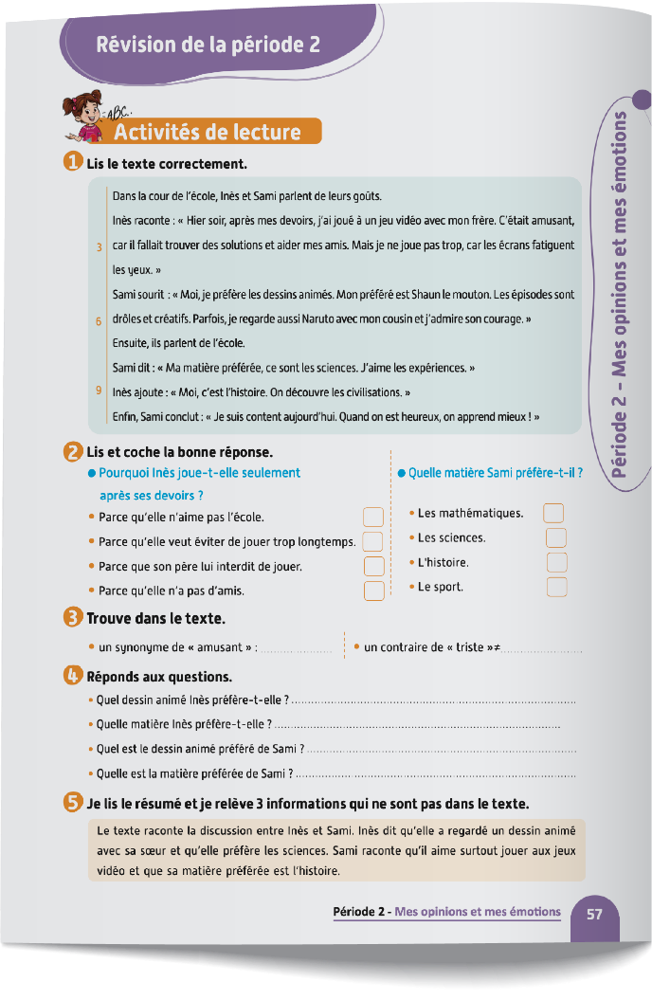 Révision de la période 2
ABC..
Activités de lecture
1 Lis le texte correctement.
Dans la cour de l'école, Inès et Sami parlent de leurs goûts.
Inès raconte : « Hier soir, après mes devoirs, j'ai joué à un jeu vidéo avec mon frère. C'était amusant,
3 car il fallait trouver des solutions et aider mes amis. Mais je ne joue pas trop, car les écrans fatiguent
les yeux. »
Sami sourit : « Moi, je préfère les dessins animés. Mon préféré est Shaun le mouton. Les épisodes sont
6 drôles et créatifs. Parfois, je regarde aussi Naruto avec mon cousin et j'admire son courage. »
Ensuite, ils parlent de l'école.
Sami dit : « Ma matière préférée, ce sont les sciences. J'aime les expériences. »
9 Inès ajoute : « Moi, c'est l'histoire. On découvre les civilisations. »
Enfin, Sami conclut : « Je suis content aujourd'hui. Quand on est heureux, on apprend mieux ! »
2 Lis et coche la bonne réponse.
• Pourquoi Inès joue-t-elle seulement
après ses devoirs ?
• Parce qu'elle n'aime pas l'école.
• Parce qu'elle veut éviter de jouer trop longtemps.
• Parce que son père lui interdit de jouer.
• Parce qu'elle n'a pas d'amis.
• Quelle matière Sami préfère-t-il ?
• Les mathématiques.
• Les sciences.
• L'histoire.
• Le sport.
3 Trouve dans le texte.
• un synonyme de « amusant » : ....................
• un contraire de « triste »≠......................
4 Réponds aux questions.
• Quel dessin animé Inès préfère-t-elle ? ......................
• Quelle matière Inès préfère-t-elle ? ......................
• Quel est le dessin animé préféré de Sami ? ......................
• Quelle est la matière préférée de Sami ? ......................
5 Je lis le résumé et je relève 3 informations qui ne sont pas dans le texte.
Le texte raconte la discussion entre Inès et Sami. Inès dit qu'elle a regardé un dessin animé
avec sa sœur et qu'elle préfère les sciences. Sami raconte qu'il aime surtout jouer aux jeux
vidéo et que sa matière préférée est l'histoire.
Période 2 - Mes opinions et mes émotions
57
Période 2 - Mes opinions et mes émotions